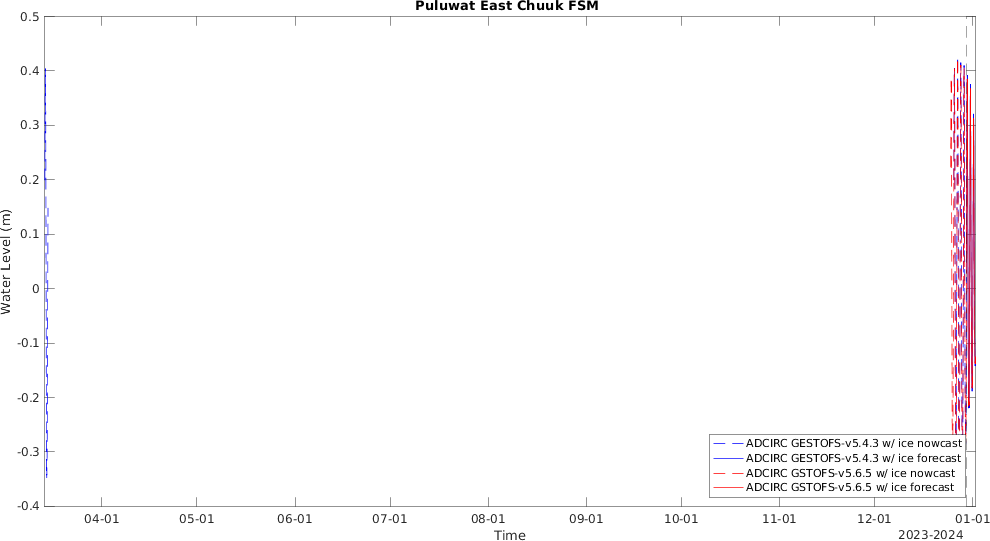 Puluwat East Chuuk FSM
0.5
0.4
0.3
0.2
0.1
0
-0.1
-0.2
-0.3
-0.4
Water Level (m)
ADCIRC GESTOFS-v5.4.3 w/ ice nowcast
ADCIRC GESTOFS-v5.4.3 w/ ice forecast
ADCIRC GSTOFS-v5.6.5 w/ ice nowcast
ADCIRC GSTOFS-v5.6.5 w/ ice forecast
04-01 05-01 06-01 07-01 08-01 09-01 10-01 11-01 12-01 01-01
Time
2023-2024